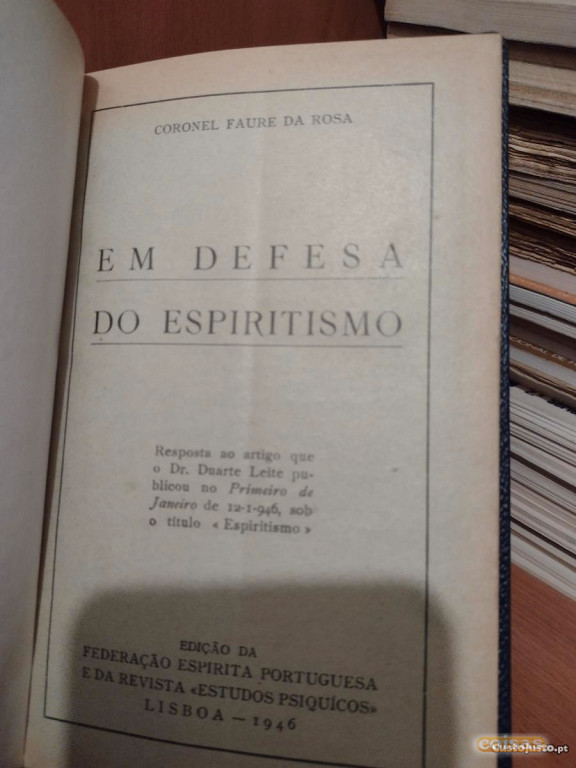 CORONEL FAURE DA ROSA
EM DEFESA
DO ESPIRITISMO
Resposta ao artigo que
o Dr. Duarte Leite pu-
blicou no Primeiro de
Janeiro de 12-1-946, sob
o título « Espiritismo »
EDIÇÃO DA
FEDERAÇÃO ESPIRITA PORTUGUESA
E DA REVISTA «ESTUDOS PSIQUÍCOS»
LISBOA — 1946
coisas
CustoJusto.pt